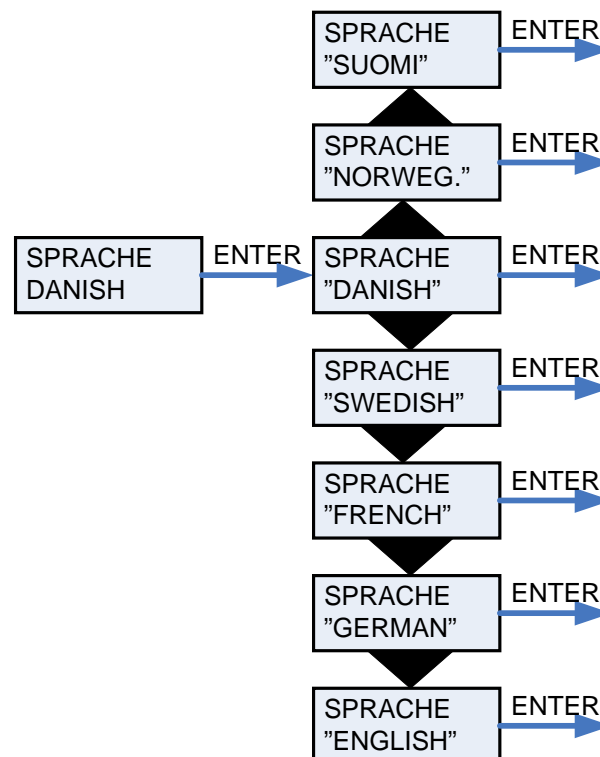 SPRACHE
"SUOMI"
ENTER
SPRACHE
"NORWEG."
ENTER
SPRACHE
DANISH
ENTER
SPRACHE
”DANISH”
ENTER
SPRACHE
”SWEDISH”
ENTER
SPRACHE
”FRENCH”
ENTER
SPRACHE
”GERMAN”
ENTER
SPRACHE
”ENGLISH”
ENTER